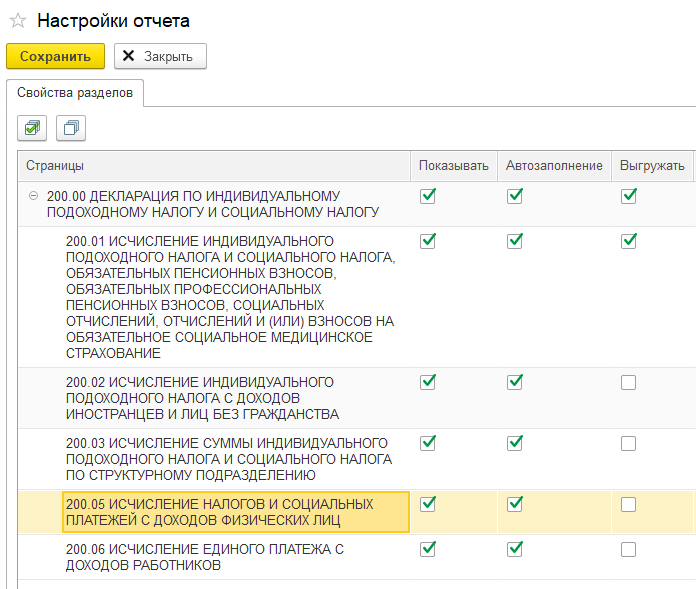 Настройки отчета
Сохранить Закрыть
Свойства разделов
Страницы Показывать Автозаполнение Выгружать
200.00 ДЕКЛАРАЦИЯ ПО ИНДИВИДУАЛЬНОМУ
ПОДОХОДНОМУ НАЛОГУ И СОЦИАЛЬНОМУ НАЛОГУ
200.01 ИСЧИСЛЕНИЕ ИНДИВИДУАЛЬНОГО
ПОДОХОДНОГО НАЛОГА И СОЦИАЛЬНОГО НАЛОГА,
ОБЯЗАТЕЛЬНЫХ ПЕНСИОННЫХ ВЗНОСОВ,
ОБЯЗАТЕЛЬНЫХ ПРОФЕССИОНАЛЬНЫХ
ПЕНСИОННЫХ ВЗНОСОВ, СОЦИАЛЬНЫХ
ОТЧИСЛЕНИЙ, ОТЧИСЛЕНИЙ И (ИЛИ) ВЗНОСОВ НА
ОБЯЗАТЕЛЬНОЕ СОЦИАЛЬНОЕ МЕДИЦИНСКОЕ
СТРАХОВАНИЕ
200.02 ИСЧИСЛЕНИЕ ИНДИВИДУАЛЬНОГО
ПОДОХОДНОГО НАЛОГА С ДОХОДОВ
ИНОСТРАНЦЕВ И ЛИЦ БЕЗ ГРАЖДАНСТВА
200.03 ИСЧИСЛЕНИЕ СУММЫ ИНДИВИДУАЛЬНОГО
ПОДОХОДНОГО НАЛОГА И СОЦИАЛЬНОГО НАЛОГА
ПО СТРУКТУРНОМУ ПОДРАЗДЕЛЕНИЮ
200.05 ИСЧИСЛЕНИЕ НАЛОГОВ И СОЦИАЛЬНЫХ
ПЛАТЕЖЕЙ С ДОХОДОВ ФИЗИЧЕСКИХ ЛИЦ
200.06 ИСЧИСЛЕНИЕ ЕДИНОГО ПЛАТЕЖА С
ДОХОДОВ РАБОТНИКОВ